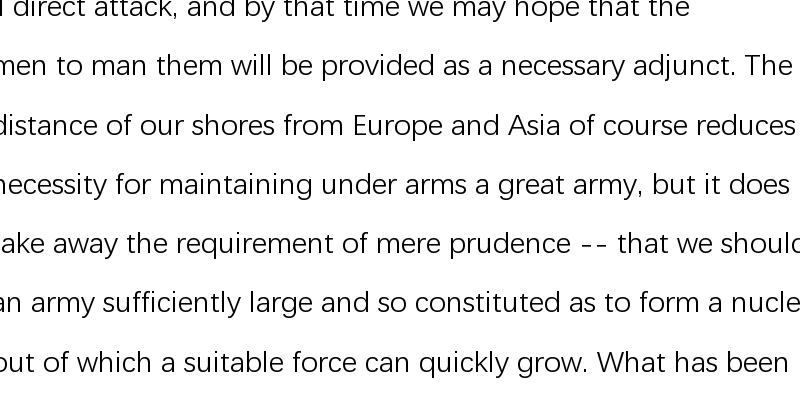 direct attack, and by that time we may hope that the
men to man them will be provided as a necessary adjunct. The
distance of our shores from Europe and Asia of course reduces
necessity for maintaining under arms a great army, but it does
ake away the requirement of mere prudence -- that we should
an army sufficiently large and so constituted as to form a nucle
out of which a suitable force can quickly grow. What has been